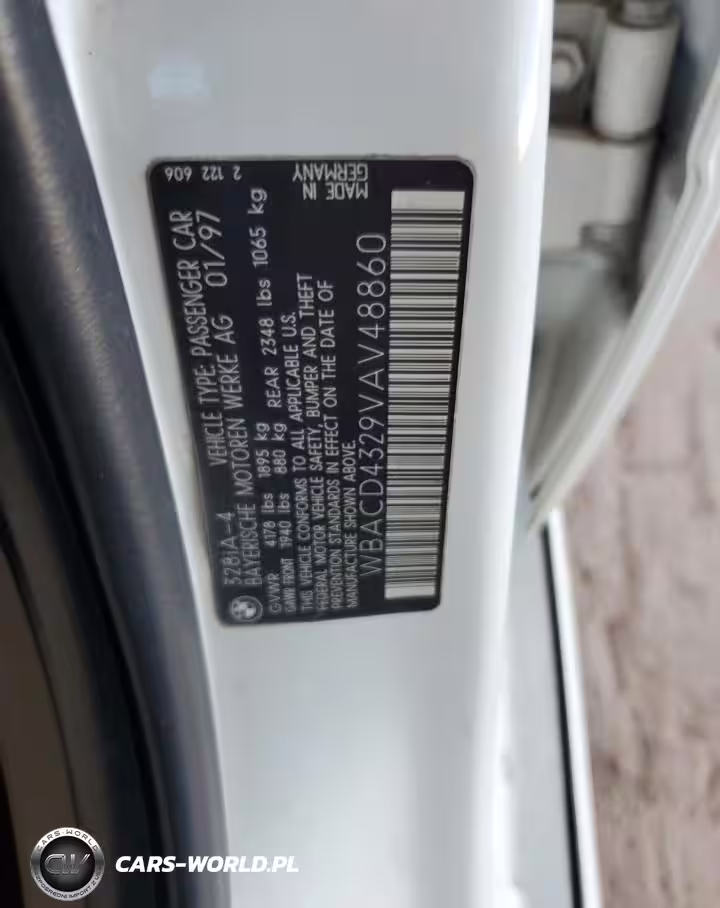 328iA-4 VEHICLE TYPE: PASSENGER CAR
BAYERISCHE MOTOREN WERKE AG 01/97
GVWR 4178 lbs 1895 kg
GAWR FRONT 1940 lbs 880 kg REAR 2348 lbs 1065 kg
THIS VEHICLE CONFORMS TO ALL APPLICABLE U.S.
FEDERAL MOTOR VEHICLE SAFETY, BUMPER AND THEFT
PREVENTION STANDARDS IN EFFECT ON THE DATE OF
MANUFACTURE SHOWN ABOVE.
WBACD4329VAV48860
MADE IN
GERMANY
2 122 606
CARS-WORLD
CW
CARS-WORLD.PL